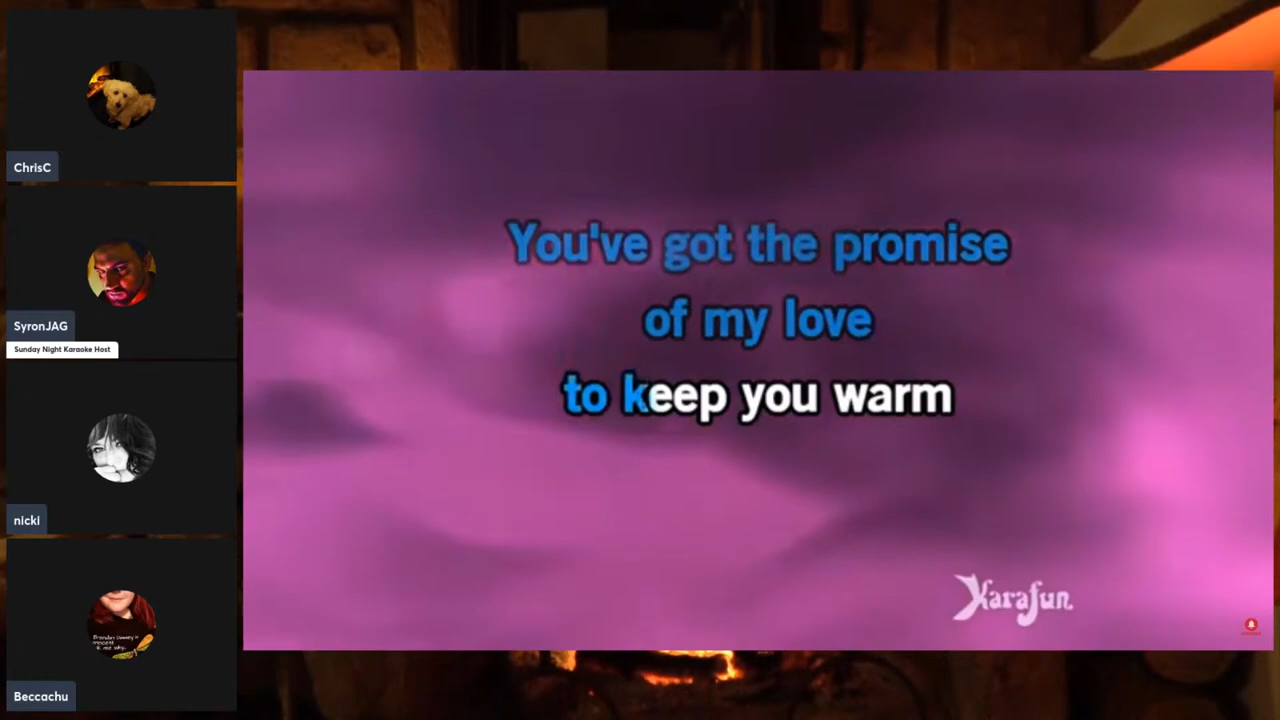 ChrisC
SyronJAG
Sunday Night Karaoke Host
nicki
Beccachu
You've got the promise
of my love
to keep you warm
Karafun